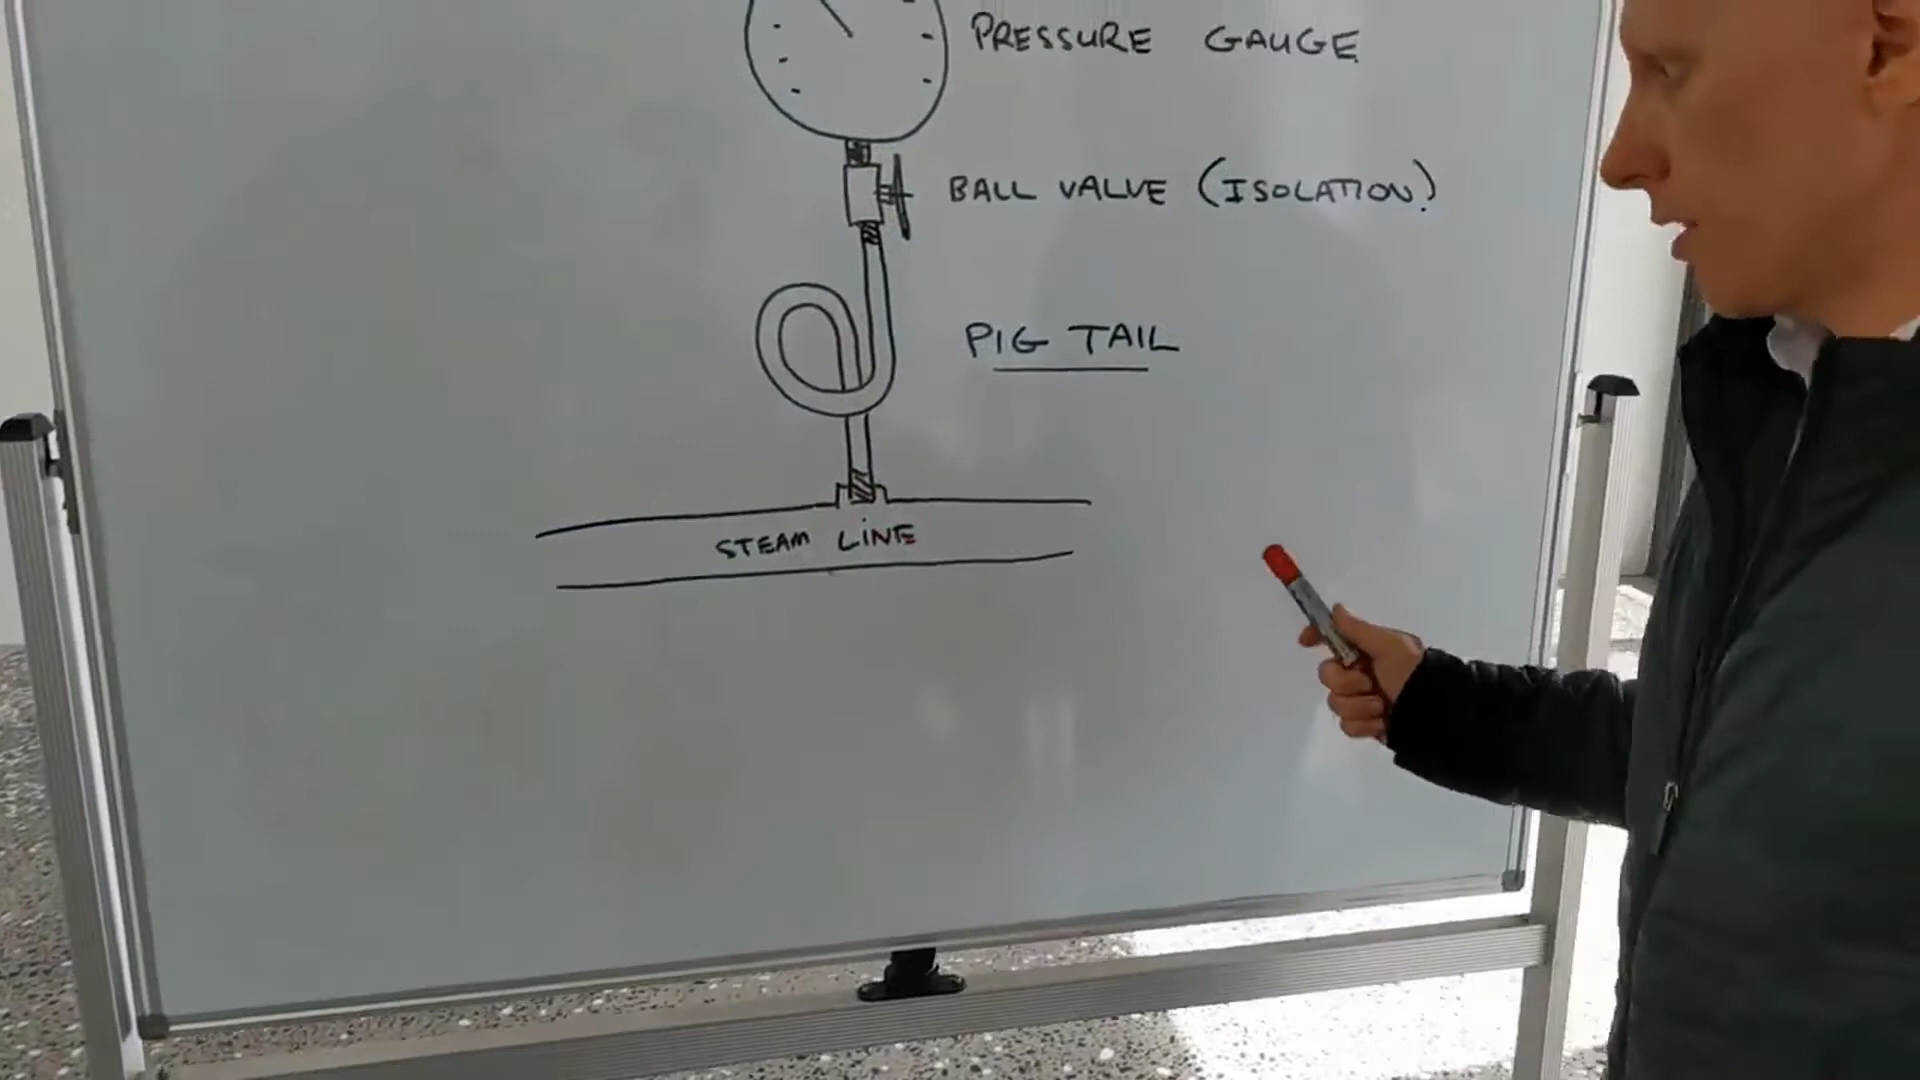 PRESSURE GAUGE
BALL VALVE (ISOLATION)
PIG TAIL
STEAM LINE